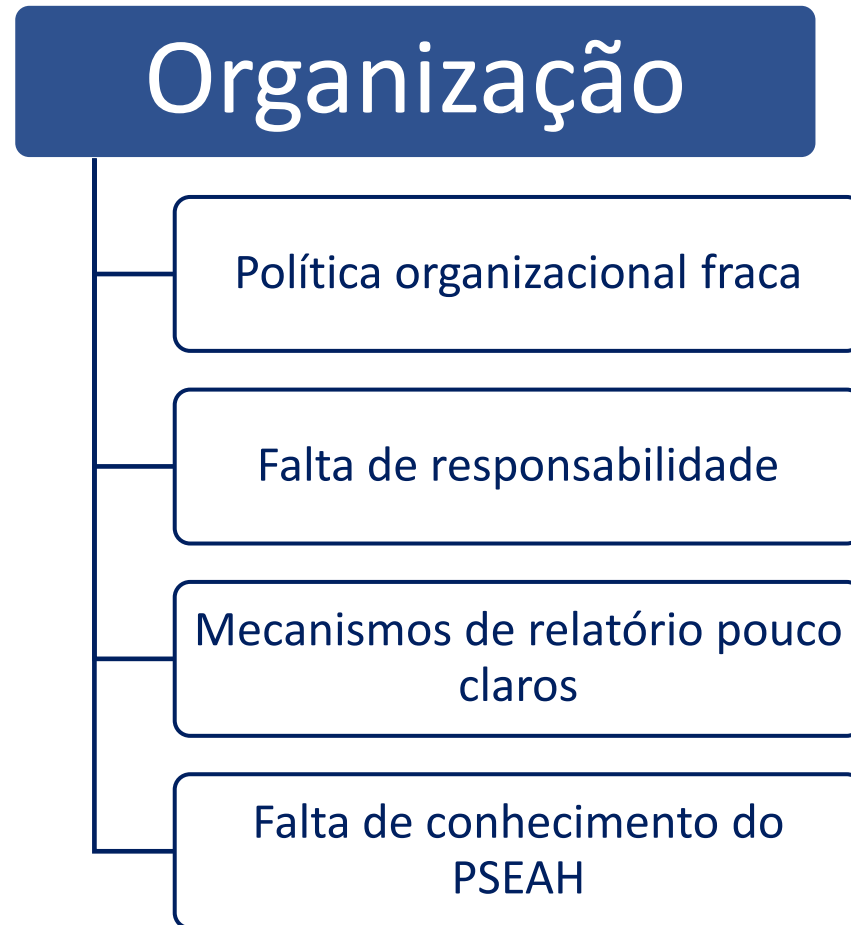 Organização
Política organizacional fraca
Falta de responsabilidade
Mecanismos de relatório pouco
claros
Falta de conhecimento do
PSEAH